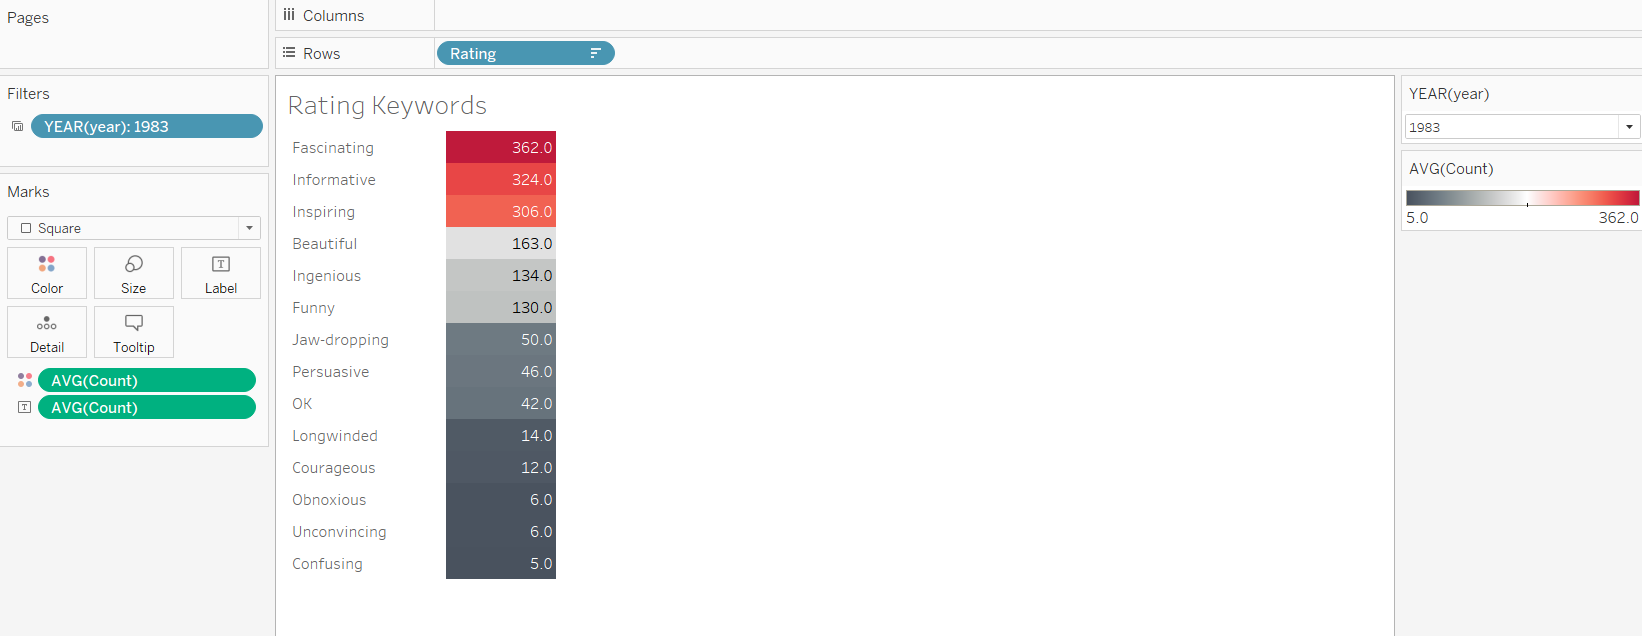 Pages
Columns
Rows
Rating
Filters
YEAR(year): 1983
Marks
Square
Color
Size
Label
T
Detail
Tooltip
AVG(Count)
T
AVG(Count)
Rating Keywords
Fascinating 362.0
Informative 324.0
Inspiring 306.0
Beautiful 163.0
Ingenious 134.0
Funny 130.0
Jaw-dropping 50.0
Persuasive 46.0
OK 42.0
Longwinded 14.0
Courageous 12.0
Obnoxious 6.0
Unconvincing 6.0
Confusing 5.0
YEAR(year)
1983
AVG(Count)
5.0 362.0